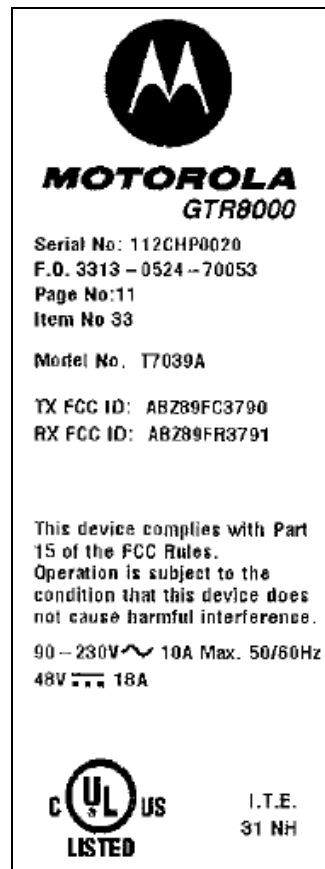 MOTOROLA
GTR8000
Serial No: 112CHP0020
F.O. 3313-0524-70053
Page No:11
Item No 33
Model No. T7039A
TX FCC ID: ABZ89FC3790
RX FCC ID: ABZ89FR3791
This device complies with Part
15 of the FCC Rules.
Operation is subject to the
condition that this device does
not cause harmful interference.
90-230V 10A Max. 50/60Hz
48V 18A
C UL US I.T.E.
LISTED 31 NH